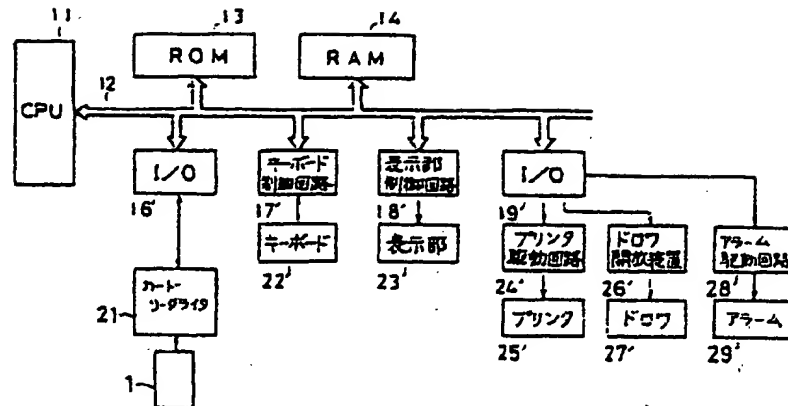 11
13
14
ROM
RAM
12
CPU
I/O
キーボード
制御回路
表示部
制御回路
I/O
16
17
18
19
キーボード
表示部
プリンタ
駆動回路
ドロワ
開放装置
アラーム
駆動回路
22
23
24
26
28
カード
リーダライタ
21
プリンタ
ドロワ
アラーム
25
27
29
1